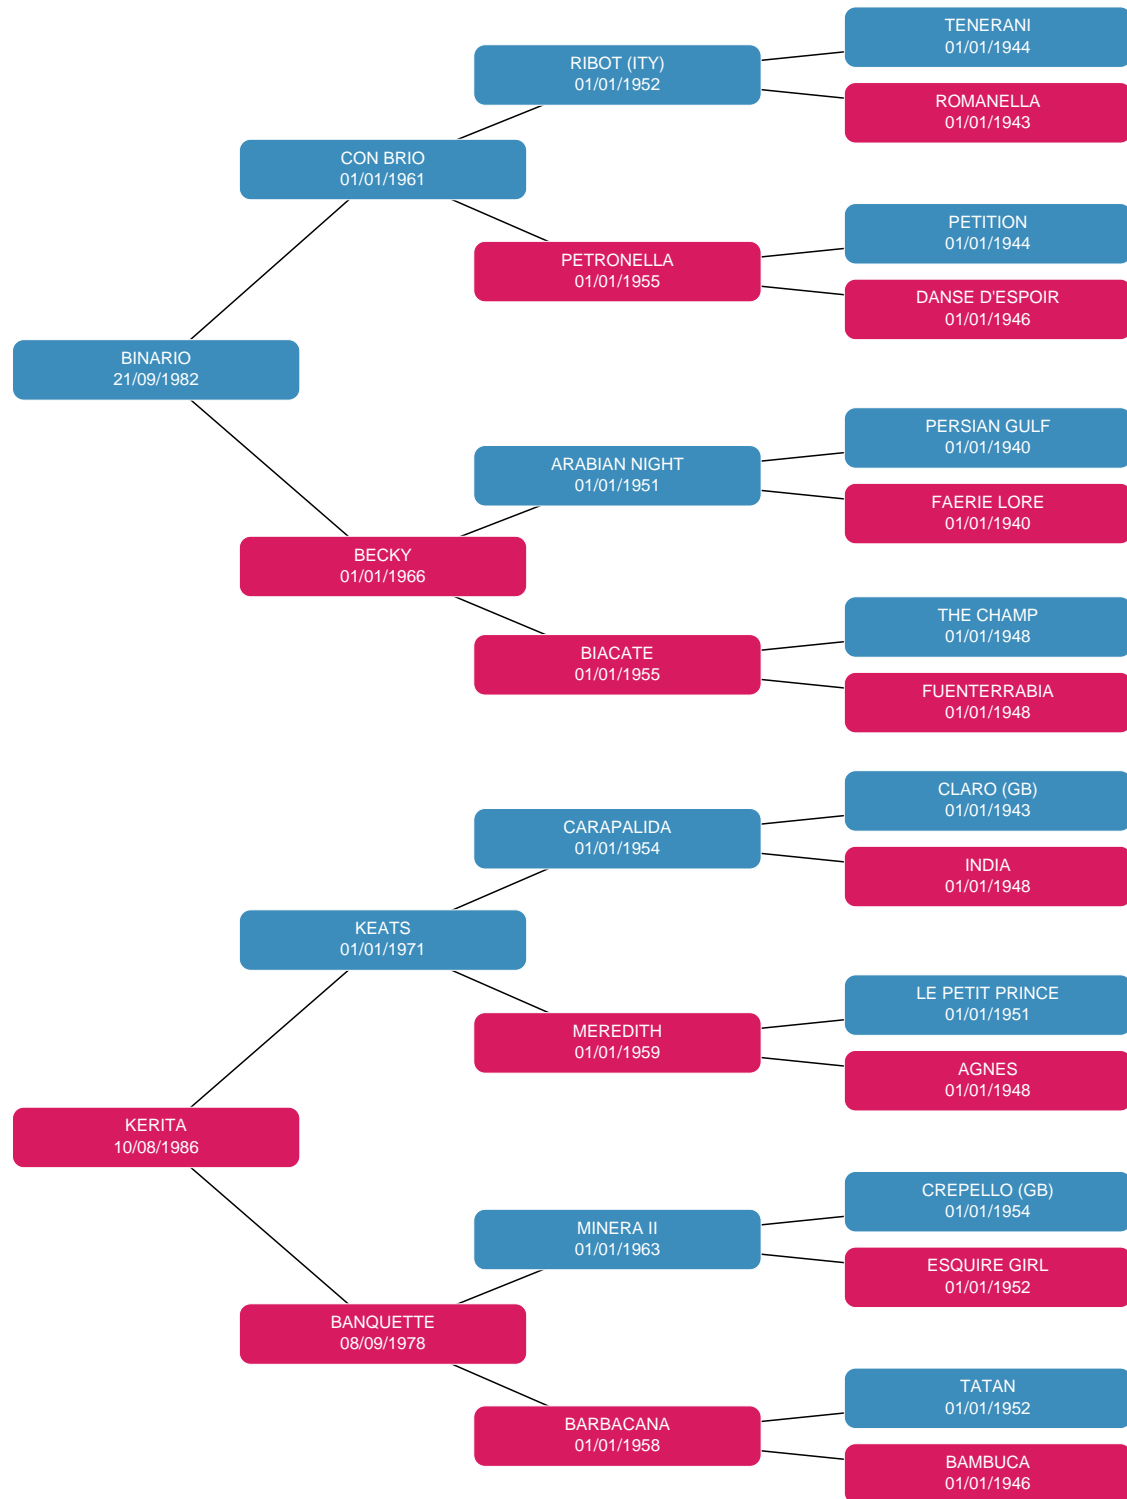 TENERANI
01/01/1944
RIBOT (ITY)
01/01/1952
ROMANELLA
01/01/1943
CON BRIO
01/01/1961
PETITION
01/01/1944
PETRONELLA
01/01/1955
DANSE D'ESPOIR
01/01/1946
BINARIO
21/09/1982
PERSIAN GULF
01/01/1940
ARABIAN NIGHT
01/01/1951
FAERIE LORE
01/01/1940
BECKY
01/01/1966
THE CHAMP
01/01/1948
BIACATE
01/01/1955
FUENTERRABIA
01/01/1948
CLARO (GB)
01/01/1943
CARAPALIDA
01/01/1954
INDIA
01/01/1948
KEATS
01/01/1971
LE PETIT PRINCE
01/01/1951
MEREDITH
01/01/1959
AGNES
01/01/1948
KERITA
10/08/1986
CREPELLO (GB)
01/01/1954
MINERA II
01/01/1963
ESQUIRE GIRL
01/01/1952
BANQUETTE
08/09/1978
TATAN
01/01/1952
BARBACANA
01/01/1958
BAMBUCA
01/01/1946